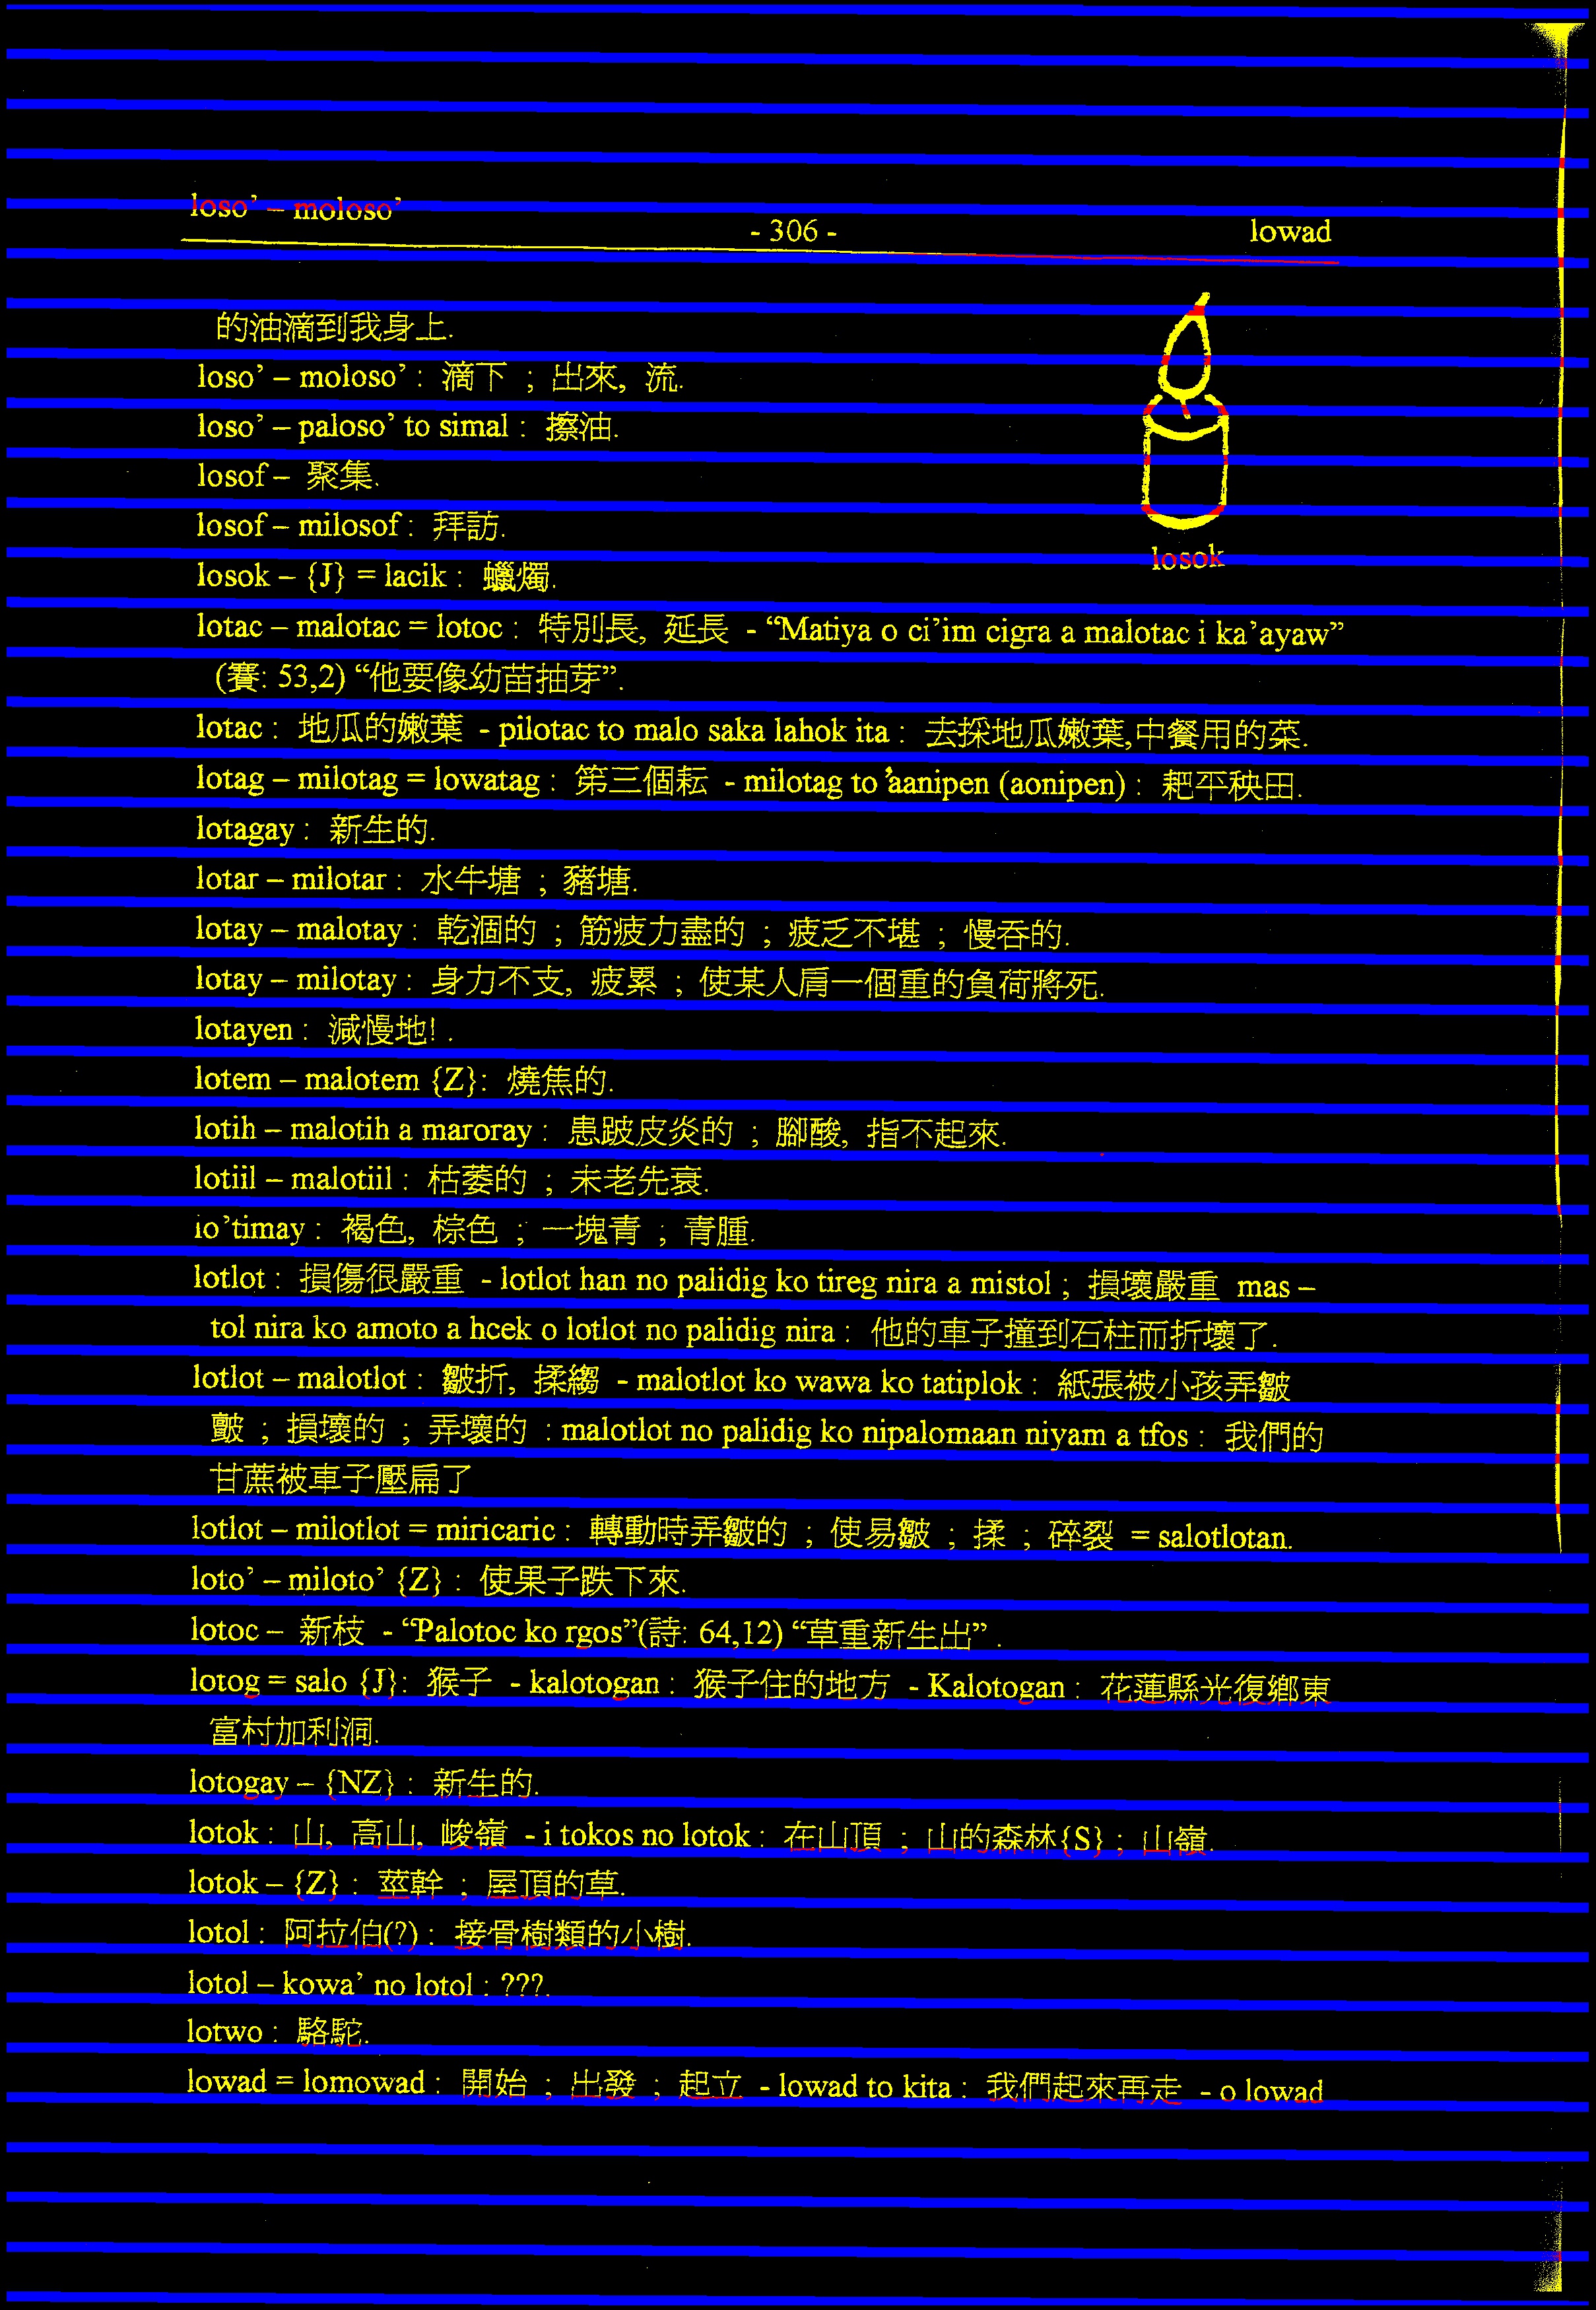 loso’ – moloso’
- 306 -
lowad
的油滴到我身上.
loso’ – moloso’ : 滴下 ; 出來, 流.
loso’ – paloso’ to simal : 擦油.
losof – 聚集.
losof – milosof : 拜訪.
losok – {J} = lacik : 蠟燭.
losok
lotac – malotac = lotoc : 特別長, 延長 - “Matiya o ci’im cigra a malotac i ka’ayaw”
(賽: 53,2) “他要像幼苗抽芽”.
lotac : 地瓜的嫩葉 - pilotac to malo saka lahok ita : 去採地瓜嫩葉,中餐用的菜.
lotag – milotag = lowatag : 第三個耘 - milotag to ’aanipen (aonipen) : 耙平秧田.
lotagay : 新生的.
lotar – milotar : 水牛塘 ; 豬塘.
lotay – malotay : 乾涸的 ; 筋疲力盡的 ; 疲乏不堪 ; 慢吞的.
lotay – milotay : 身力不支, 疲累 ; 使某人肩一個重的負荷將死.
lotayen : 減慢地! .
lotem – malotem {Z}: 燒焦的.
lotih – malotih a maroray : 患跛皮炎的 ; 腳酸, 指不起來.
lotiil – malotiil : 枯萎的 ; 未老先衰.
io’timay : 褐色, 棕色 ; 一塊青 ; 青腫.
lotlot : 損傷很嚴重 - lotlot han no palidig ko tireg nira a mistol ; 損壞嚴重 mas –
tol nira ko amoto a hcek o lotlot no palidig nira : 他的車子撞到石柱而折壞了.
lotlot – malotlot : 皺折, 揉縐 - malotlot ko wawa ko tatiplok : 紙張被小孩弄皺
皺 ; 損壞的 ; 弄壞的 : malotlot no palidig ko nipalomaan niyam a tfos : 我們的
甘蔗被車子壓扁了
lotlot – milotlot = miricaric : 轉動時弄皺的 ; 使易皺 ; 揉 ; 碎裂 = salotlotan.
loto’ – miloto’ {Z} : 使果子跌下來.
lotoc – 新枝 - “Palotoc ko rgos”(詩: 64,12) “草重新生出” .
lotog = salo {J}: 猴子 - kalotogan : 猴子住的地方 - Kalotogan : 花蓮縣光復鄉東
富村加利洞.
lotogay – {NZ} : 新生的.
lotok : 山, 高山, 峻嶺 - i tokos no lotok : 在山頂 ; 山的森林{S} ; 山嶺.
lotok – {Z} : 莖幹 ; 屋頂的草.
lotol : 阿拉伯(?) : 接骨樹類的小樹.
lotol – kowa’ no lotol : ???.
lotwo : 駱駝.
lowad = lomowad : 開始 ; 出發 ; 起立 - lowad to kita : 我們起來再走 - o lowad